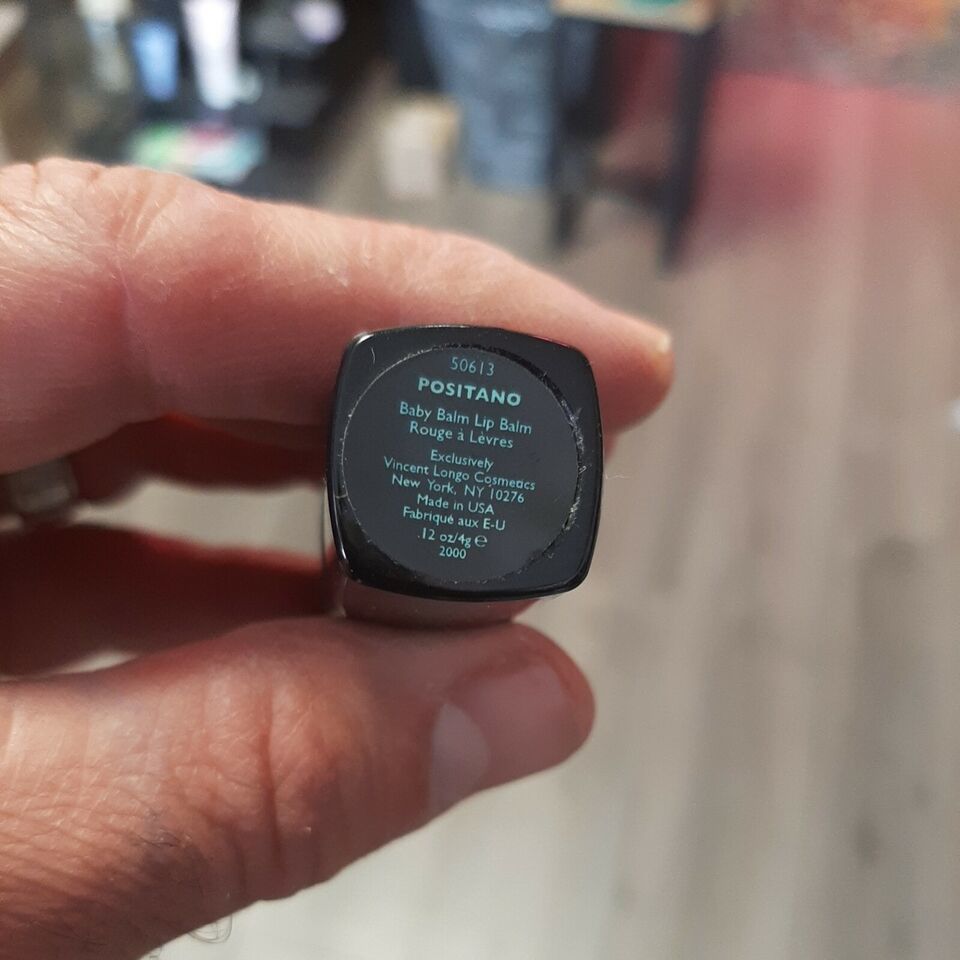 50613
POSITANO
Baby Balm Lip Balm
Rouge à Lèvres
Exclusively
Vincent Longo Cosmetics
New York, NY 10276
Made in USA
Fabriqué aux E-U
.12 oz/4g ℮
2000